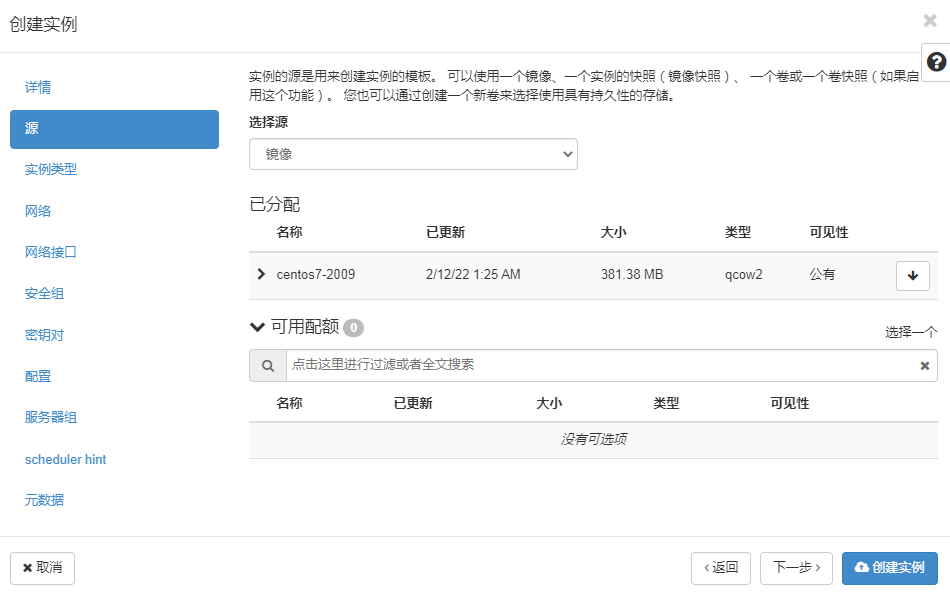 创建实例
实例的源是用来创建实例的模板。 可以使用一个镜像、一个实例的快照（镜像快照）、 一个卷或一个卷快照（如果启
用这个功能）。 您也可以通过创建一个新卷来选择使用具有持久性的存储。
详情
源
实例类型
网络
网络接口
安全组
密钥对
配置
服务器组
scheduler hint
元数据
选择源
镜像
已分配
名称 已更新 大小 类型 可见性
centos7-2009 2/12/22 1:25 AM 381.38 MB qcow2 公有
可用配额 0 选择一个
点击这里进行过滤或者全文搜索
名称 已更新 大小 类型 可见性
没有可选项
取消 ‹返回 下一步› 创建实例